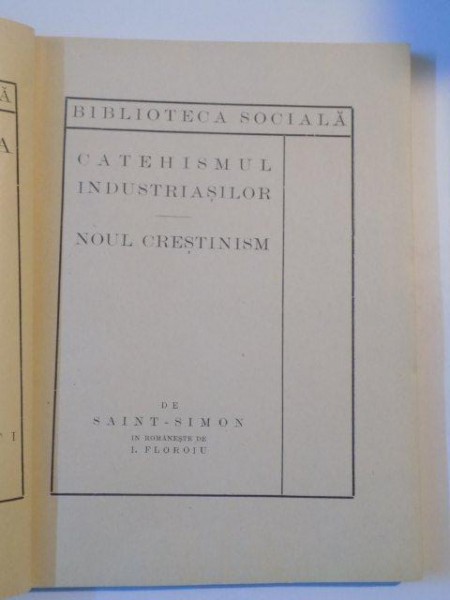 Ă
A
I
BIBLIOTECA SOCIALĂ
CATEHISMUL
INDUSTRIAȘILOR
NOUL CREȘTINISM
DE
SAINT-SIMON
IN ROMÂNEȘTE DE
I. FLOROIU